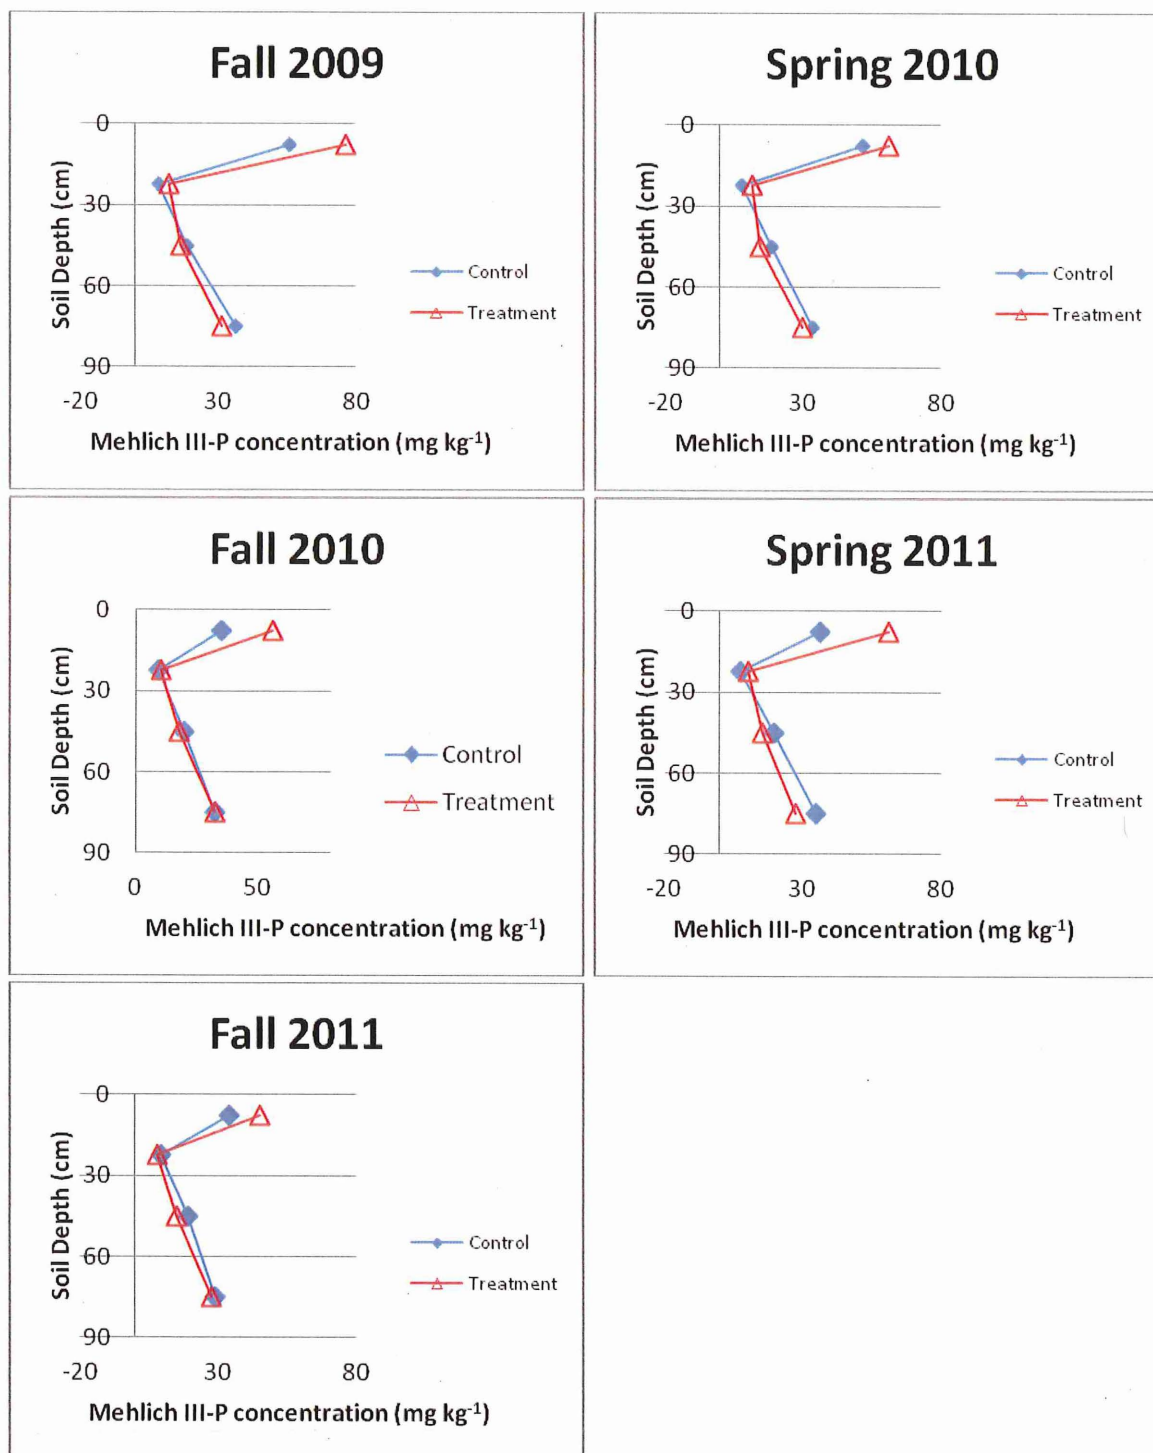 Fall 2009
0
30
60
90
Soil Depth (cm)
Control
Treatment
-20 30 80
Mehlich III-P concentration (mg kg-1)
Spring 2010
0
30
60
90
Soil Depth (cm)
Control
Treatment
-20 30 80
Mehlich III-P concentration (mg kg-1)
Fall 2010
0
30
60
90
Soil Depth (cm)
Control
Treatment
0 50
Mehlich III-P concentration (mg kg-1)
Spring 2011
0
30
60
90
Soil Depth (cm)
Control
Treatment
-20 30 80
Mehlich III-P concentration (mg kg-1)
Fall 2011
0
30
60
90
Soil Depth (cm)
Control
Treatment
-20 30 80
Mehlich III-P concentration (mg kg-1)